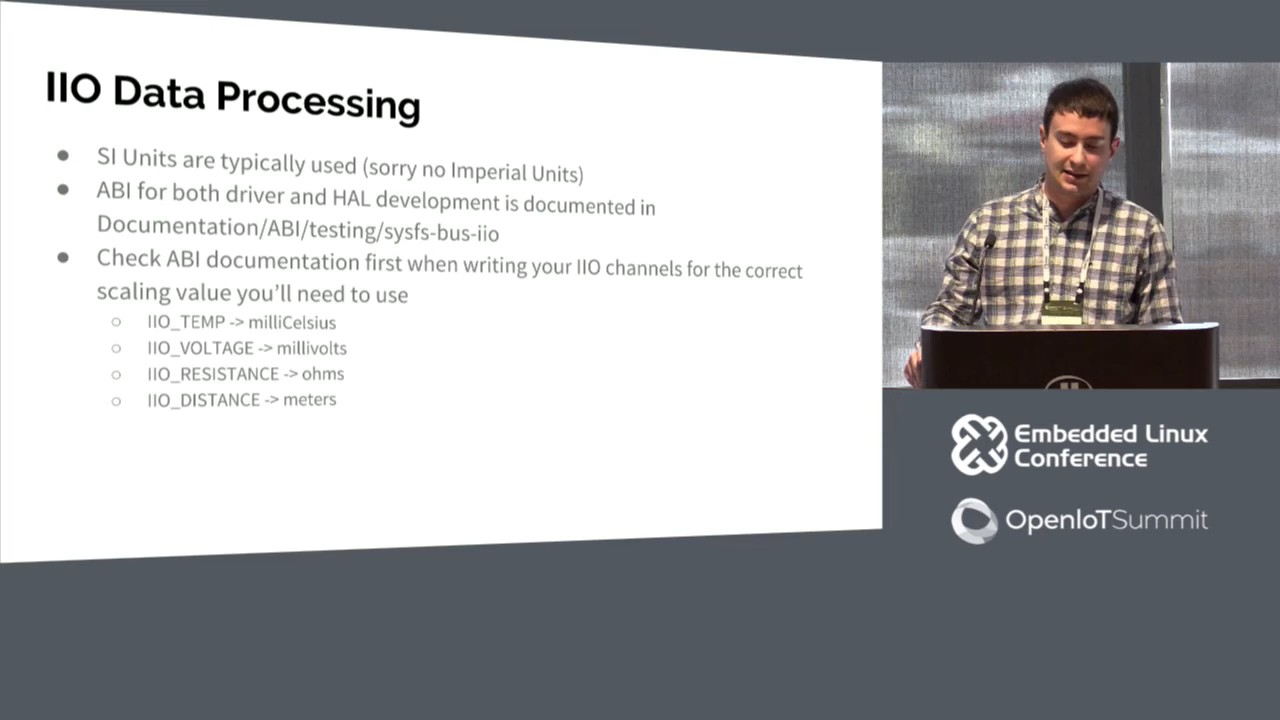 IIO Data Processing
● SI Units are typically used (sorry no Imperial Units)
● ABI for both driver and HAL development is documented in
Documentation/ABI/testing/sysfs-bus-iio
● Check ABI documentation first when writing your IIO channels for the correct
scaling value you'll need to use
○ IIO_TEMP -> milliCelsius
○ IIO_VOLTAGE -> millivolts
○ IIO_RESISTANCE -> ohms
○ IIO_DISTANCE -> meters
Embedded Linux
Conference
OpenIoTSummit